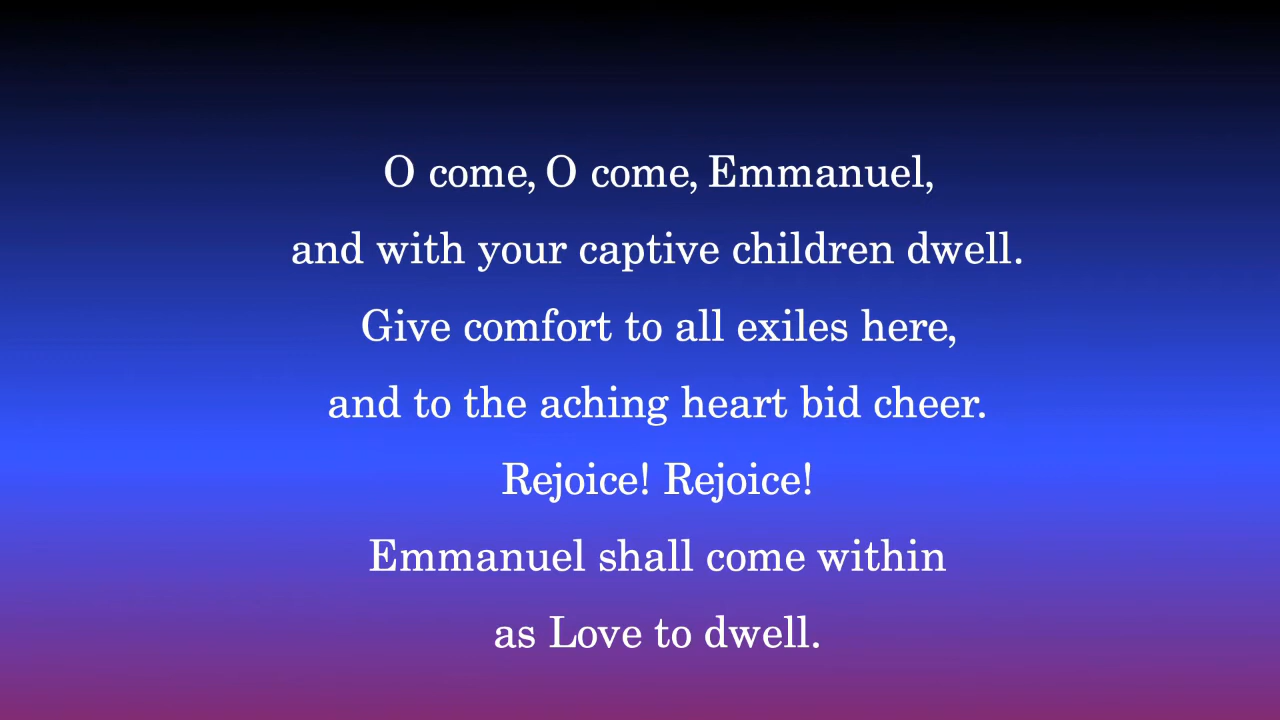 O come, O come, Emmanuel,
and with your captive children dwell.
Give comfort to all exiles here,
and to the aching heart bid cheer.
Rejoice! Rejoice!
Emmanuel shall come within
as Love to dwell.